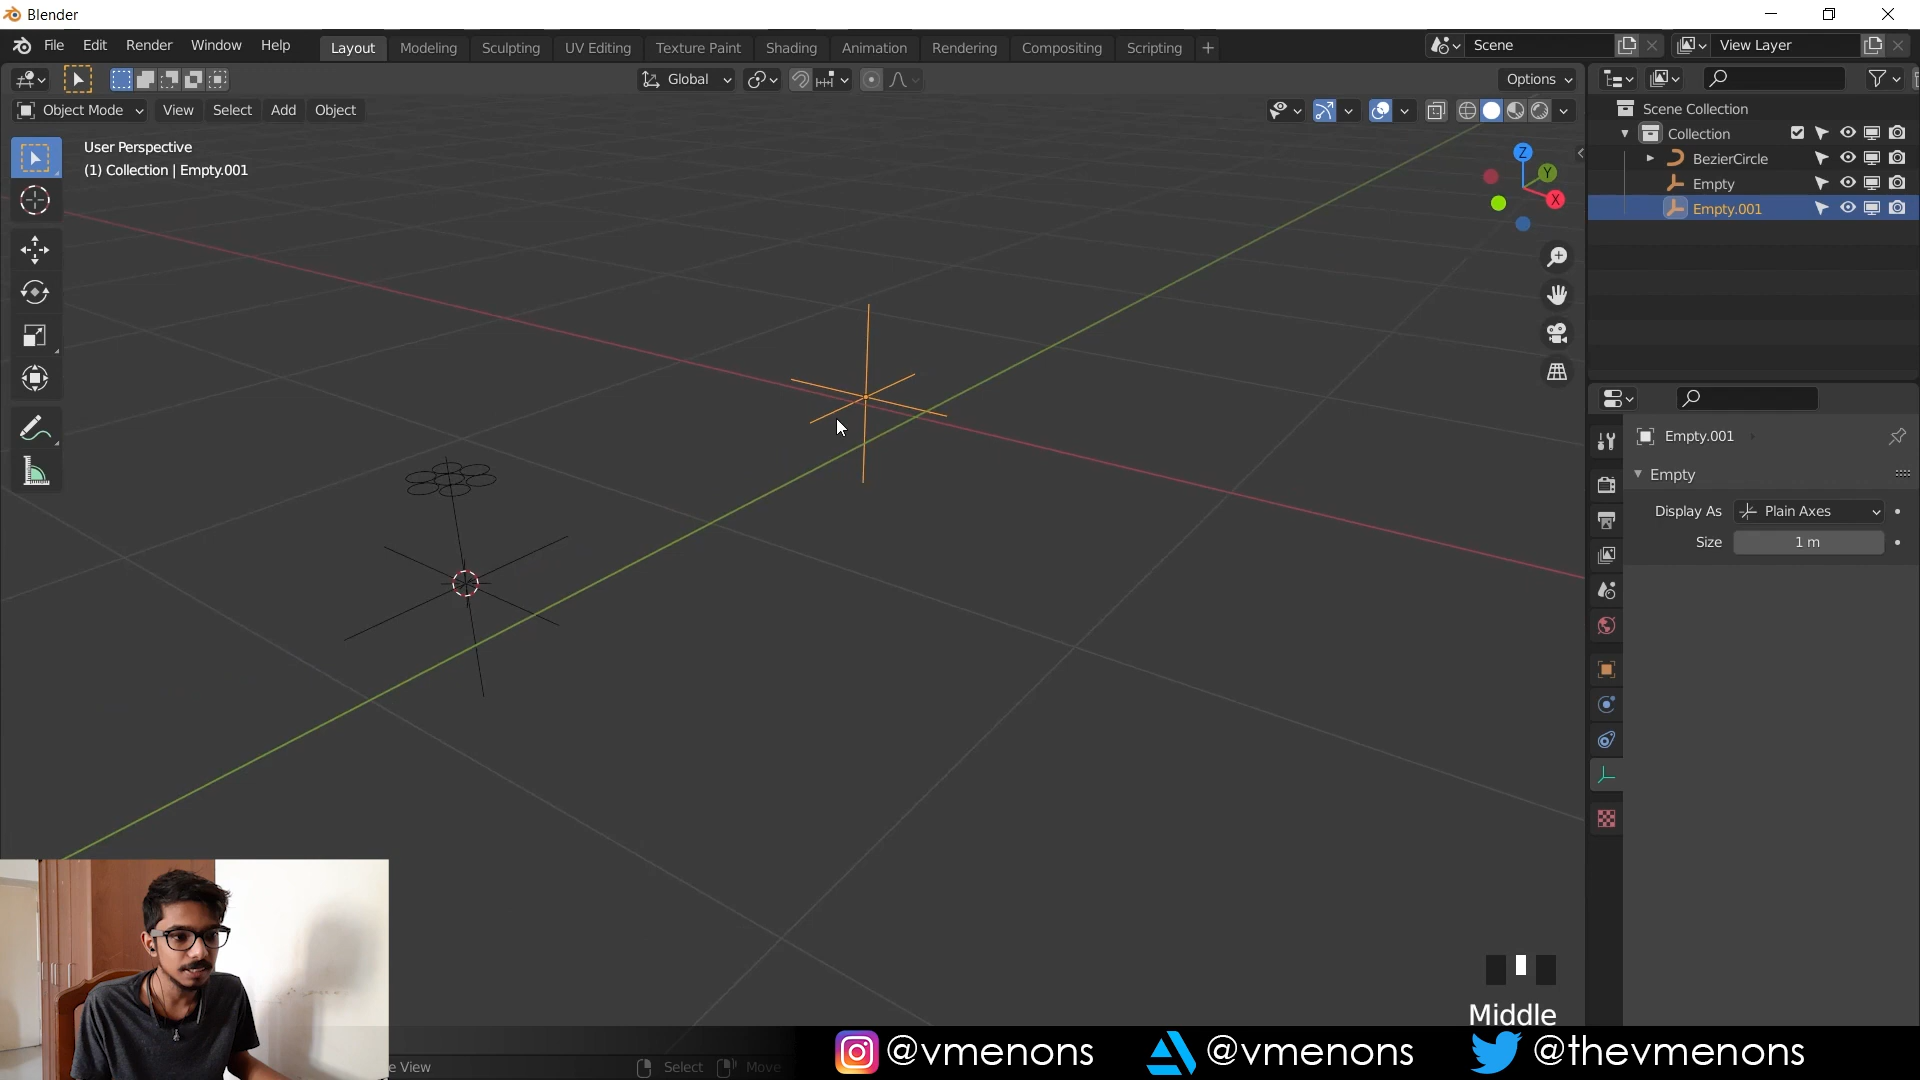 Blender
File Edit Render Window Help
Layout Modeling Sculpting UV Editing Texture Paint Shading Animation Rendering Compositing Scripting +
Scene
View Layer
Global
Options
Object Mode View Select Add Object
User Perspective
(1) Collection | Empty.001
Z
Y
X
Scene Collection
Collection
BezierCircle
Empty
Empty.001
Empty.001
Empty
Display As Plain Axes
Size 1 m
Middle
e View
Select
Move
@vmenons @vmenons @thevmenons